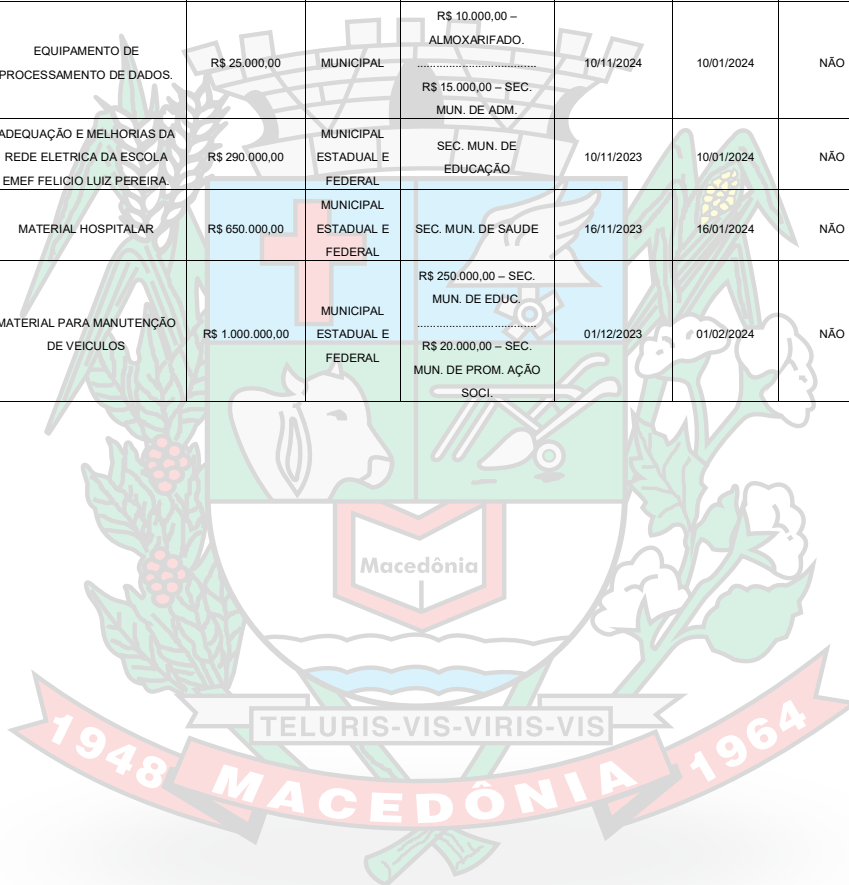 EQUIPAMENTO DE
PROCESSAMENTO DE DADOS.
R$ 25.000,00
MUNICIPAL
R$ 10.000,00 –
ALMOXARIFADO.
......................................
R$ 15.000,00 – SEC.
MUN. DE ADM.
10/11/2024
10/01/2024
NÃO
ADEQUAÇÃO E MELHORIAS DA
REDE ELETRICA DA ESCOLA
EMEF FELICIO LUIZ PEREIRA.
R$ 290.000,00
MUNICIPAL
ESTADUAL E
FEDERAL
SEC. MUN. DE
EDUCAÇÃO
10/11/2023
10/01/2024
NÃO
MATERIAL HOSPITALAR
R$ 650.000,00
MUNICIPAL
ESTADUAL E
FEDERAL
SEC. MUN. DE SAUDE
16/11/2023
16/01/2024
NÃO
MATERIAL PARA MANUTENÇÃO
DE VEICULOS
R$ 1.000.000,00
MUNICIPAL
ESTADUAL E
FEDERAL
R$ 250.000,00 – SEC.
MUN. DE EDUC.
......................................
R$ 20.000,00 – SEC.
MUN. DE PROM. AÇÃO
SOCI.
01/12/2023
01/02/2024
NÃO
Macedônia
TELURIS-VIS-VIRIS-VIS
1948 MACEDÔNIA 1964